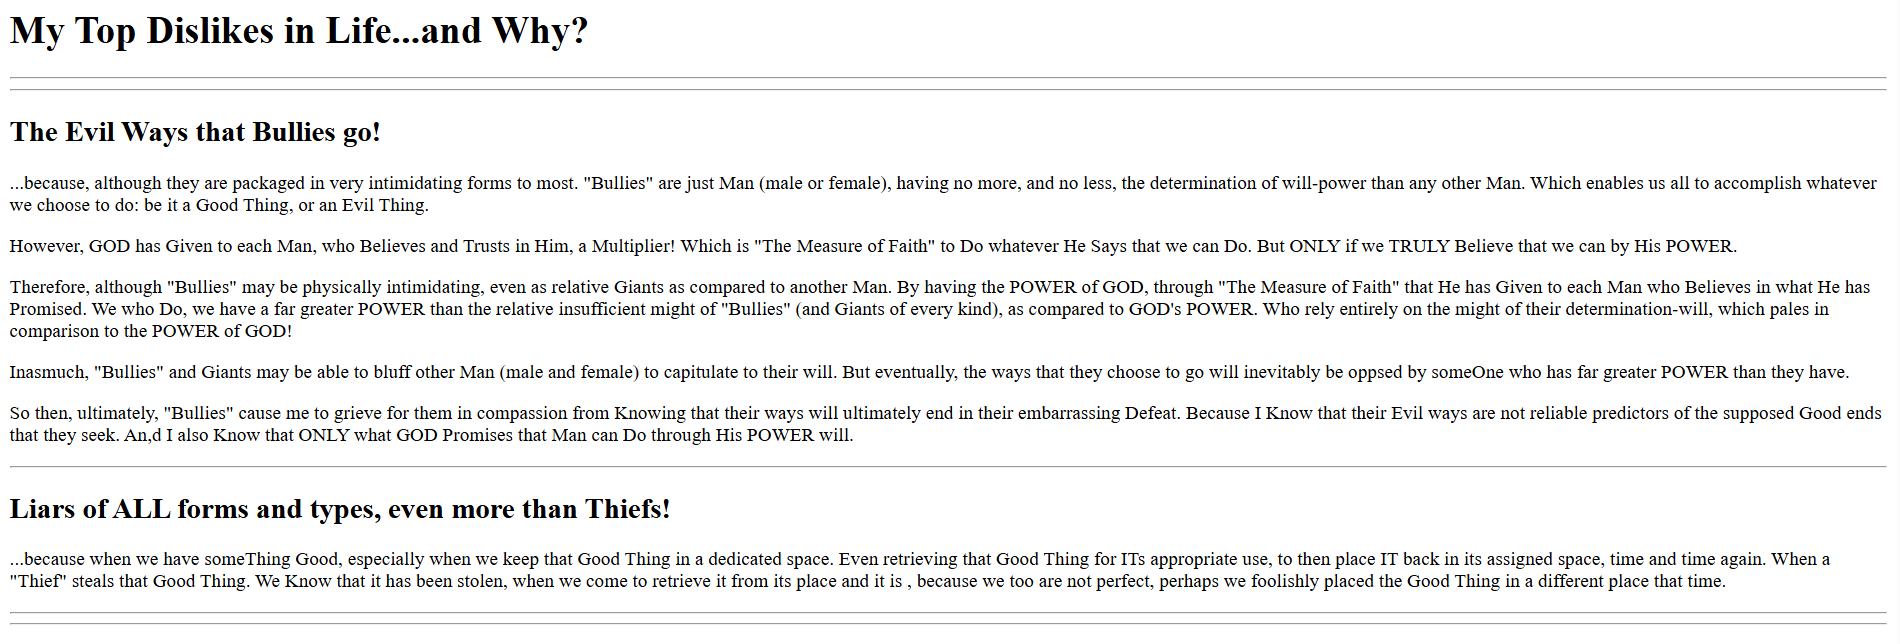 My Top Dislikes in Life...and Why?
The Evil Ways that Bullies go!
...because, although they are packaged in very intimidating forms to most. "Bullies" are just Man (male or female), having no more, and no less, the determination of will-power than any other Man. Which enables us all to accomplish whatever
we choose to do: be it a Good Thing, or an Evil Thing.
However, GOD has Given to each Man, who Believes and Trusts in Him, a Multiplier! Which is "The Measure of Faith" to Do whatever He Says that we can Do. But ONLY if we TRULY Believe that we can by His POWER.
Therefore, although "Bullies" may be physically intimidating, even as relative Giants as compared to another Man. By having the POWER of GOD, through "The Measure of Faith" that He has Given to each Man who Believes in what He has
Promised. We who Do, we have a far greater POWER than the relative insufficient might of "Bullies" (and Giants of every kind), as compared to GOD's POWER. Who rely entirely on the might of their determination-will, which pales in
comparison to the POWER of GOD!
Inasmuch, "Bullies" and Giants may be able to bluff other Man (male and female) to capitulate to their will. But eventually, the ways that they choose to go will inevitably be oppsed by someOne who has far greater POWER than they have.
So then, ultimately, "Bullies" cause me to grieve for them in compassion from Knowing that their ways will ultimately end in their embarrassing Defeat. Because I Know that their Evil ways are not reliable predictors of the supposed Good ends
that they seek. An,d I also Know that ONLY what GOD Promises that Man can Do through His POWER will.
Liars of ALL forms and types, even more than Thiefs!
...because when we have someThing Good, especially when we keep that Good Thing in a dedicated space. Even retrieving that Good Thing for ITs appropriate use, to then place IT back in its assigned space, time and time again. When a
"Thief" steals that Good Thing. We Know that it has been stolen, when we come to retrieve it from its place and it is , because we too are not perfect, perhaps we foolishly placed the Good Thing in a different place that time.